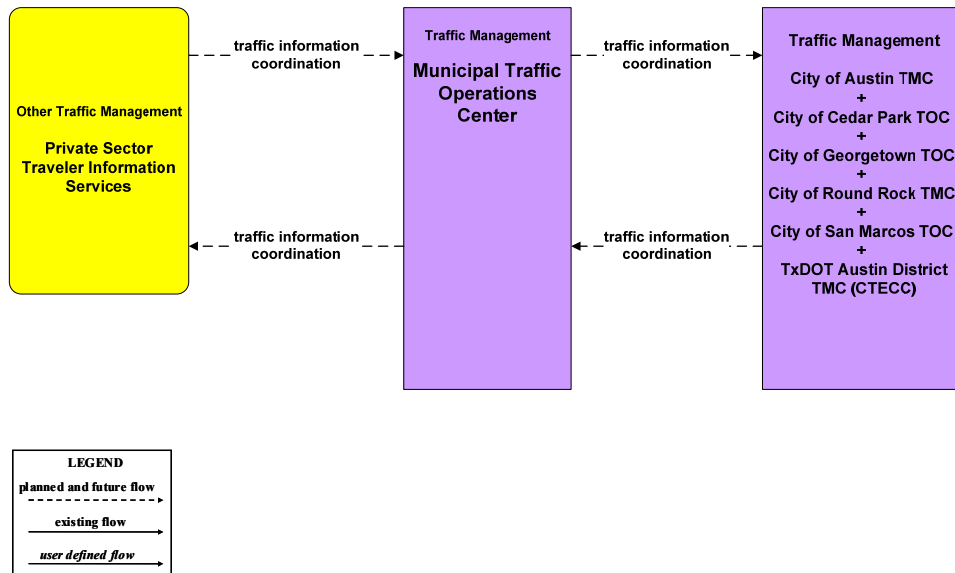 Other Traffic Management
Private Sector
Traveler Information
Services
traffic information
coordination
traffic information
coordination
Traffic Management
Municipal Traffic
Operations
Center
traffic information
coordination
traffic information
coordination
Traffic Management
City of Austin TMC
+
City of Cedar Park TOC
+
City of Georgetown TOC
+
City of Round Rock TMC
+
City of San Marcos TOC
+
TxDOT Austin District
TMC (CTECC)
LEGEND
planned and future flow
existing flow
user defined flow